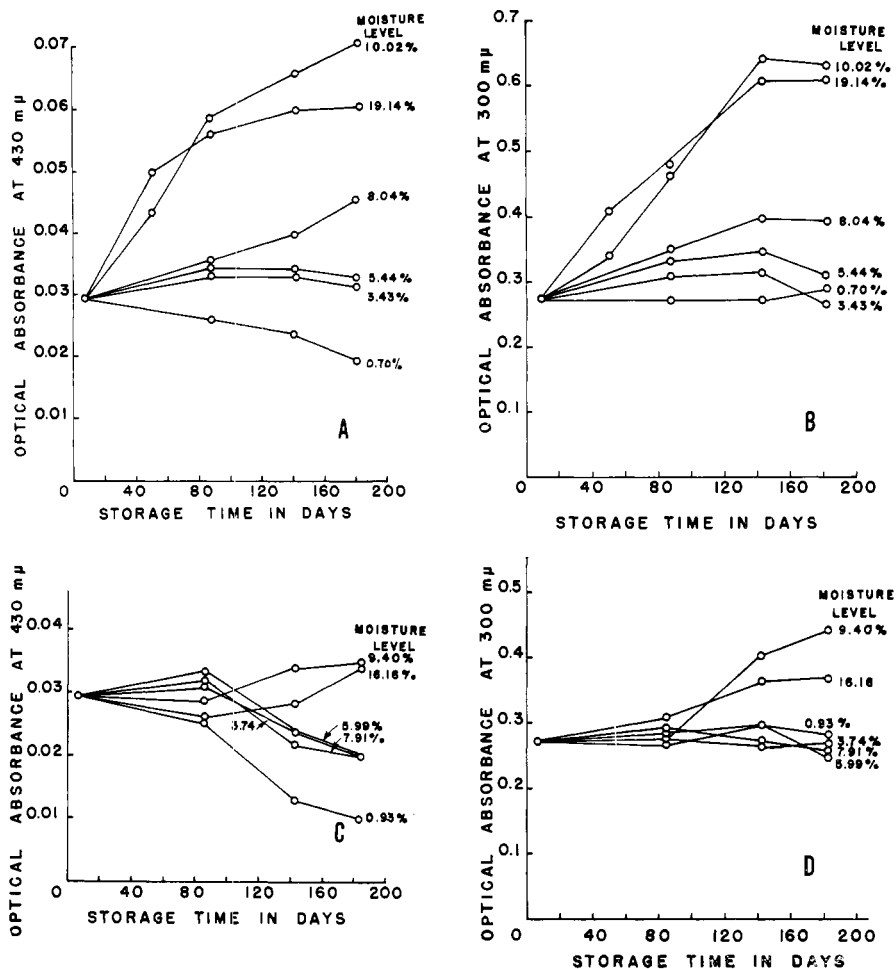 OPTICAL ABSORBANCE AT 430 mμ
0.07
0.06
0.05
0.04
0.03
0.02
0.01
0 40 80 120 160 200
STORAGE TIME IN DAYS
MOISTURE
LEVEL
10.02%
19.14%
8.04%
5.44%
3.43%
0.70%
A
OPTICAL ABSORBANCE AT 300 mμ
0.7
0.6
0.5
0.4
0.3
0.2
0.1
0 40 80 120 160 200
STORAGE TIME IN DAYS
MOISTURE
LEVEL
10.02%
19.14%
8.04%
5.44%
0.70%
3.43%
B
OPTICAL ABSORBANCE AT 430 mμ
0.04
0.03
0.02
0.01
0 40 80 120 160 200
STORAGE TIME IN DAYS
MOISTURE
LEVEL
9.40%
16.16%
3.74
5.99%
7.91%
0.93%
C
OPTICAL ABSORBANCE AT 300 mμ
0.5
0.4
0.3
0.2
0.1
0 40 80 120 160 200
STORAGE TIME IN DAYS
MOISTURE
LEVEL
9.40%
16.16
0.93%
3.74%
7.91%
5.99%
D